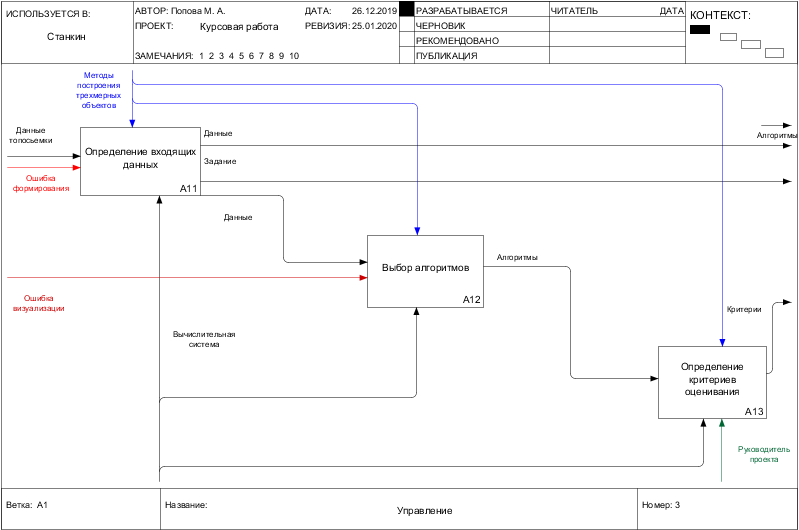 ИСПОЛЬЗУЕТСЯ В:
Станкин
АВТОР: Попова М. А.
ДАТА: 26.12.2019
ПРОЕКТ: Курсовая работа
РЕВИЗИЯ: 25.01.2020
ЗАМЕЧАНИЯ: 1 2 3 4 5 6 7 8 9 10
РАЗРАБАТЫВАЕТСЯ
ЧЕРНОВИК
РЕКОМЕНДОВАНО
ПУБЛИКАЦИЯ
ЧИТАТЕЛЬ
ДАТА
КОНТЕКСТ:
Методы
построения
трехмерных
объектов
Данные
топосьемки
Ошибка
формирования
Определение входящих
данных
A11
Данные
Задание
Алгоритмы
Данные
Выбор алгоритмов
A12
Алгоритмы
Ошибка
визуализации
Вычислительная
система
Критерии
Определение
критериев
оценивания
A13
Руководитель
проекта
Ветка: A1
Название:
Управление
Номер: 3